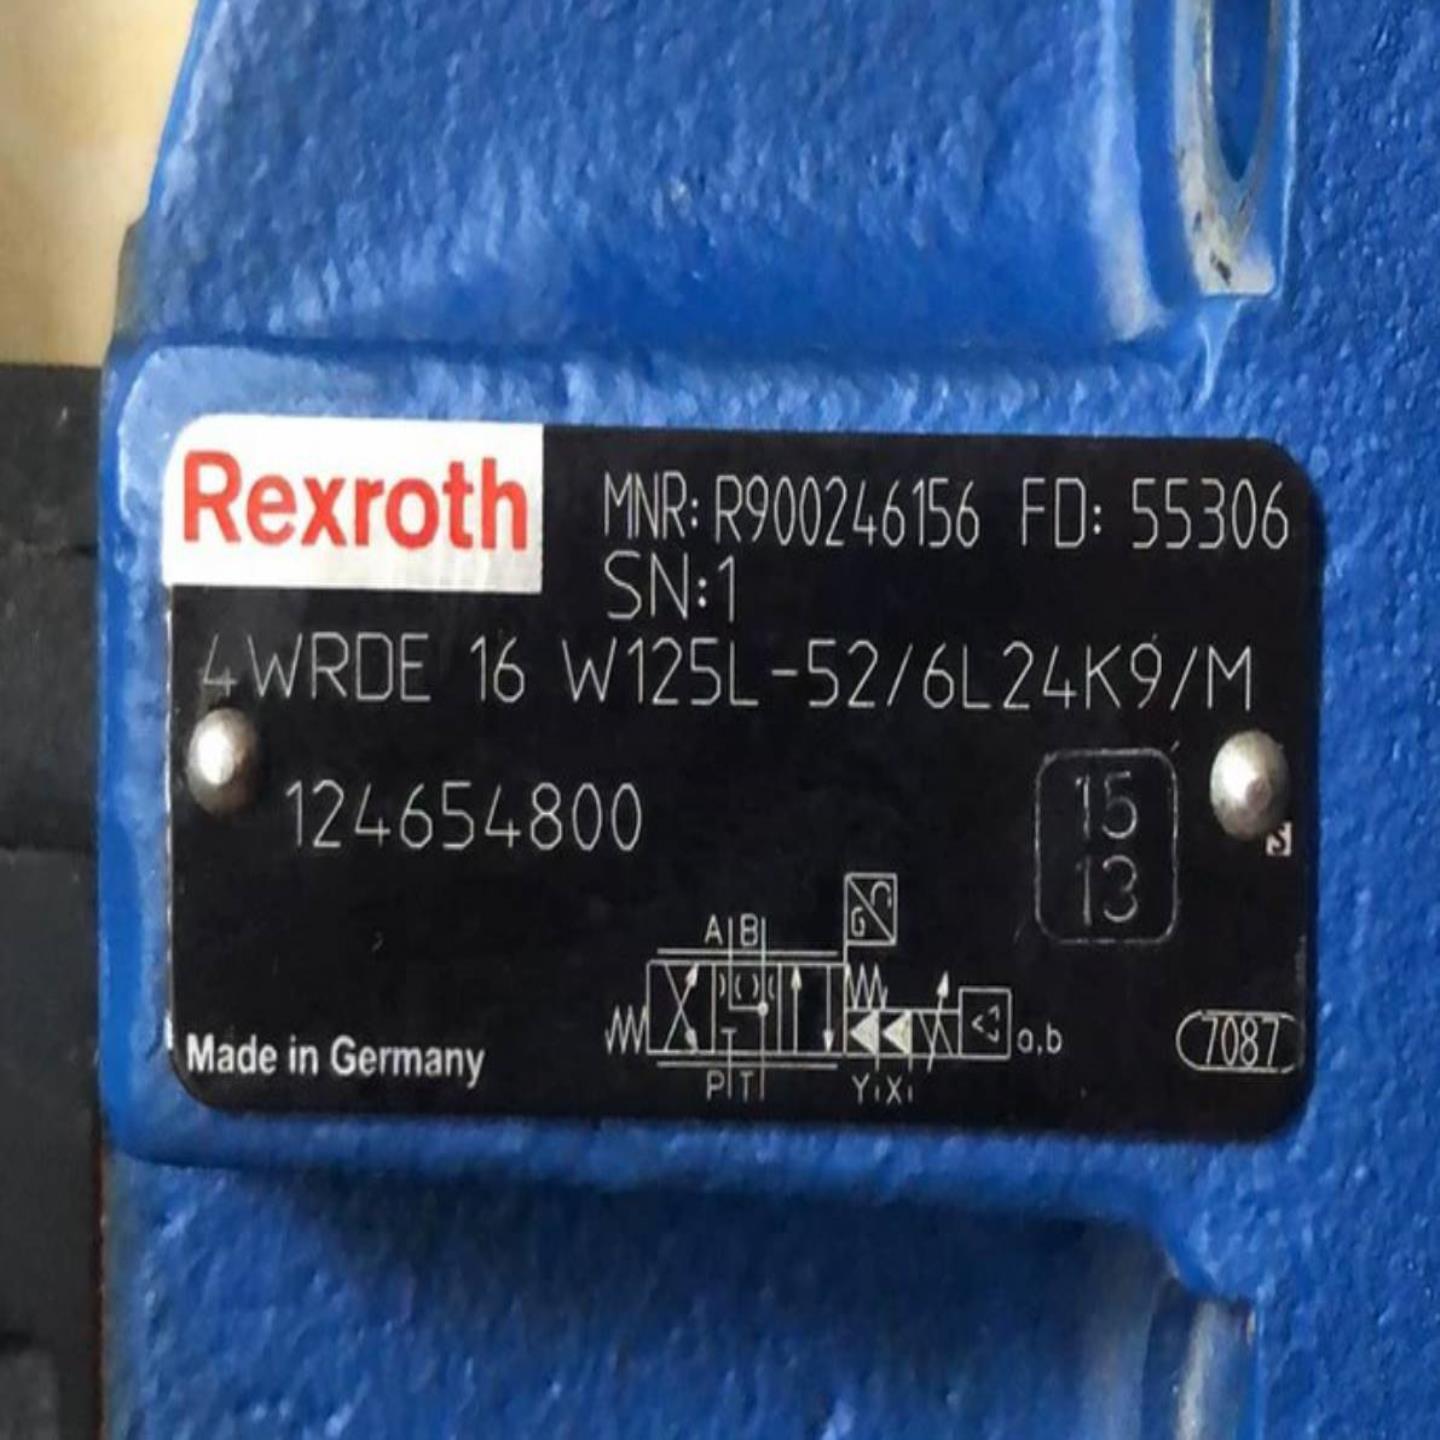 Rexroth
MNR: R900246156 FD: 55306
SN:1
4WRDE 16 W125L-52/6L24K9/M
124654800
15
13
A B
G
a,b
7087
P T
Y X
Made in Germany
S